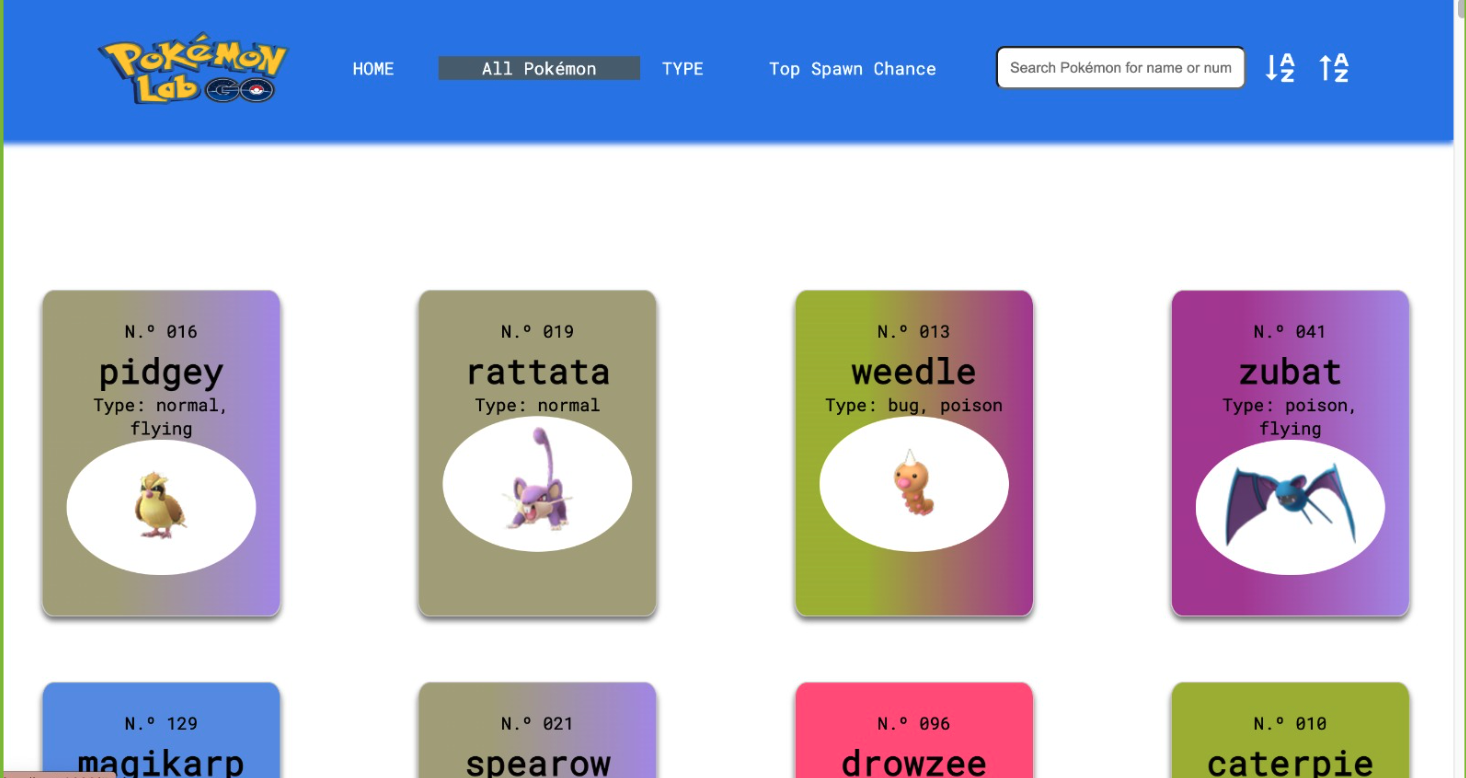 POKéMON
Lab GO
HOME
All Pokémon
TYPE
Top Spawn Chance
Search Pokémon for name or num
A
Z
A
Z
N.º 016
pidgey
Type: normal,
flying
N.º 019
rattata
Type: normal
N.º 013
weedle
Type: bug, poison
N.º 041
zubat
Type: poison,
flying
N.º 129
magikarp
N.º 021
spearow
N.º 096
drowzee
N.º 010
caterpie